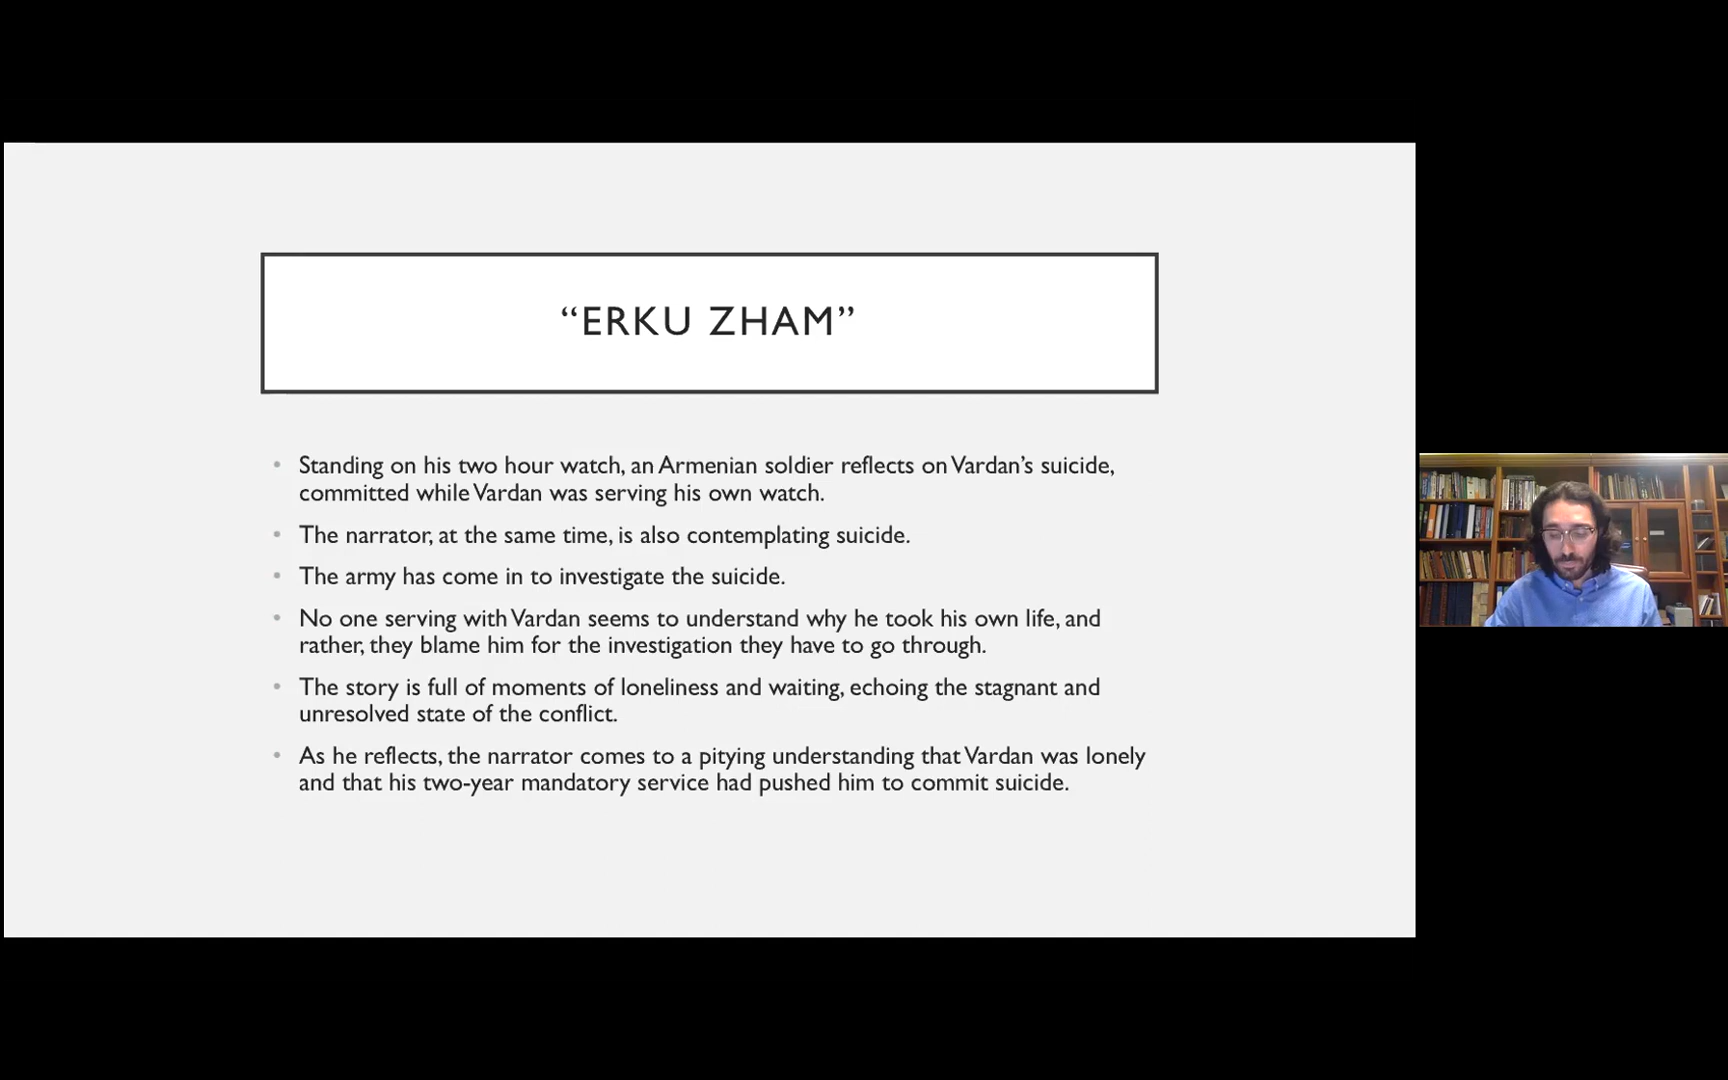 “ERKU ZHAM”
• Standing on his two hour watch, an Armenian soldier reflects on Vardan’s suicide,
committed while Vardan was serving his own watch.
• The narrator, at the same time, is also contemplating suicide.
• The army has come in to investigate the suicide.
• No one serving with Vardan seems to understand why he took his own life, and
rather, they blame him for the investigation they have to go through.
• The story is full of moments of loneliness and waiting, echoing the stagnant and
unresolved state of the conflict.
• As he reflects, the narrator comes to a pitying understanding that Vardan was lonely
and that his two-year mandatory service had pushed him to commit suicide.